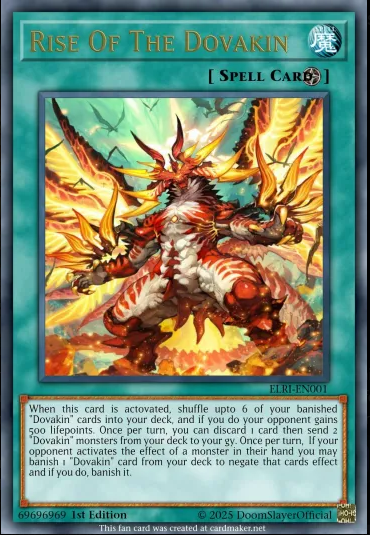 Rise Of The Dovakin
魔
[ Spell Card ]
ELRI-EN001
When this card is actovated, shuffle upto 6 of your banished
"Dovakin" cards into your deck, and if you do your opponent gains
500 lifepoints. Once per turn, you can discard 1 card then send 2
"Dovakin" monsters from your deck to your gy. Once per turn, If your
opponent activates the effect of a monster in their hand you may
banish 1 "Dovakin" card from your deck to negate that cards effect
and if you do, banish it.
69696969 1st Edition
© 2025 DoomSlayerOfficial
This fan card was created at cardmaker.net